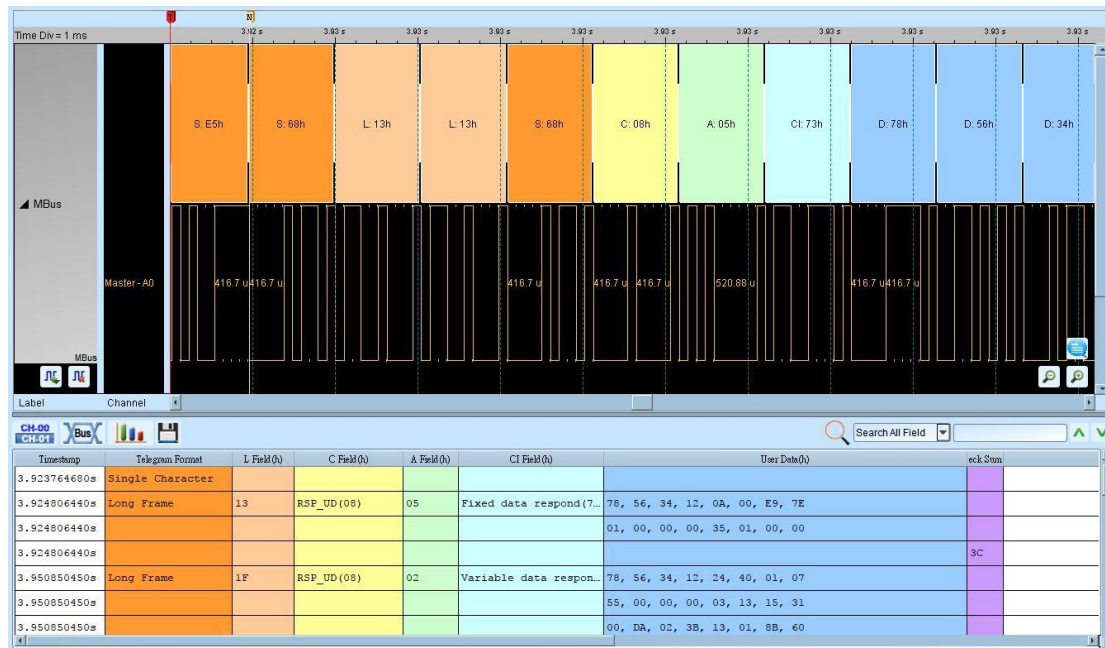 T N
Time Div = 1 ms 3.92 s 3.93 s 3.93 s 3.93 s 3.93 s 3.93 s 3.93 s 3.93 s 3.93 s 3.93 s 3.93 s
S: E5h S: 68h L: 13h L: 13h S: 68h C: 08h A: 05h CI: 73h D: 78h D: 56h D: 34h
MBus
Master - A0 416.7 u 416.7 u 416.7 u 416.7 u 416.7 u 520.88 u 416.7 u 416.7 u
MBus
Label Channel
CH-00 CH-01 Bus Search All Field
Timestamp Telegram Format L Field(h) C Field(h) A Field(h) CI Field(h) User Data(h) eck Sum
3.923764680s Single Character
3.924806440s Long Frame 13 RSP_UD(08) 05 Fixed data respond(7... 78, 56, 34, 12, 0A, 00, E9, 7E
3.924806440s 01, 00, 00, 00, 35, 01, 00, 00
3.924806440s 3C
3.950850450s Long Frame 1F RSP_UD(08) 02 Variable data respon... 78, 56, 34, 12, 24, 40, 01, 07
3.950850450s 55, 00, 00, 00, 03, 13, 15, 31
3.950850450s 00, DA, 02, 3B, 13, 01, 8B, 60